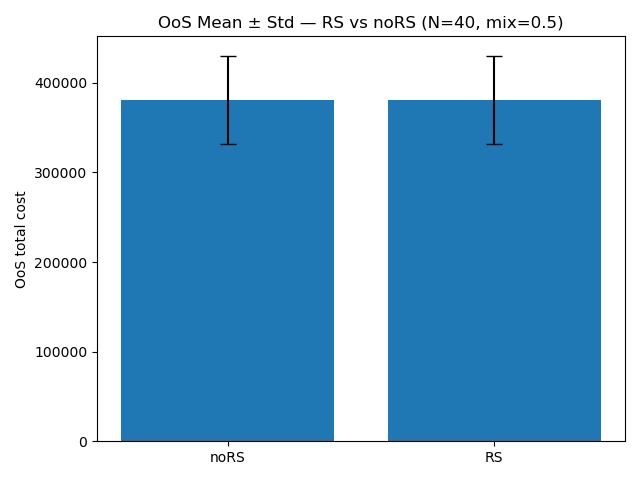 OoS Mean ± Std — RS vs noRS (N=40, mix=0.5)
OoS total cost
400000
300000
200000
100000
0
noRS RS